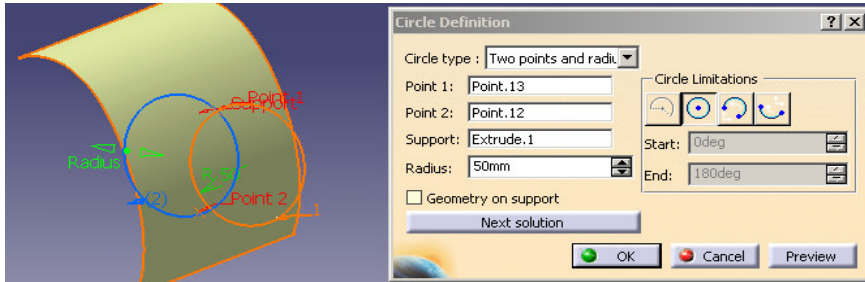 Point 1
Support
Radius
(2)
Point 2
1
Circle Definition
Circle type : Two points and radiu
Point 1: Point.13
Point 2: Point.12
Support: Extrude.1
Radius: 50mm
Geometry on support
Next solution
Circle Limitations
Start: 0deg
End: 180deg
OK Cancel Preview